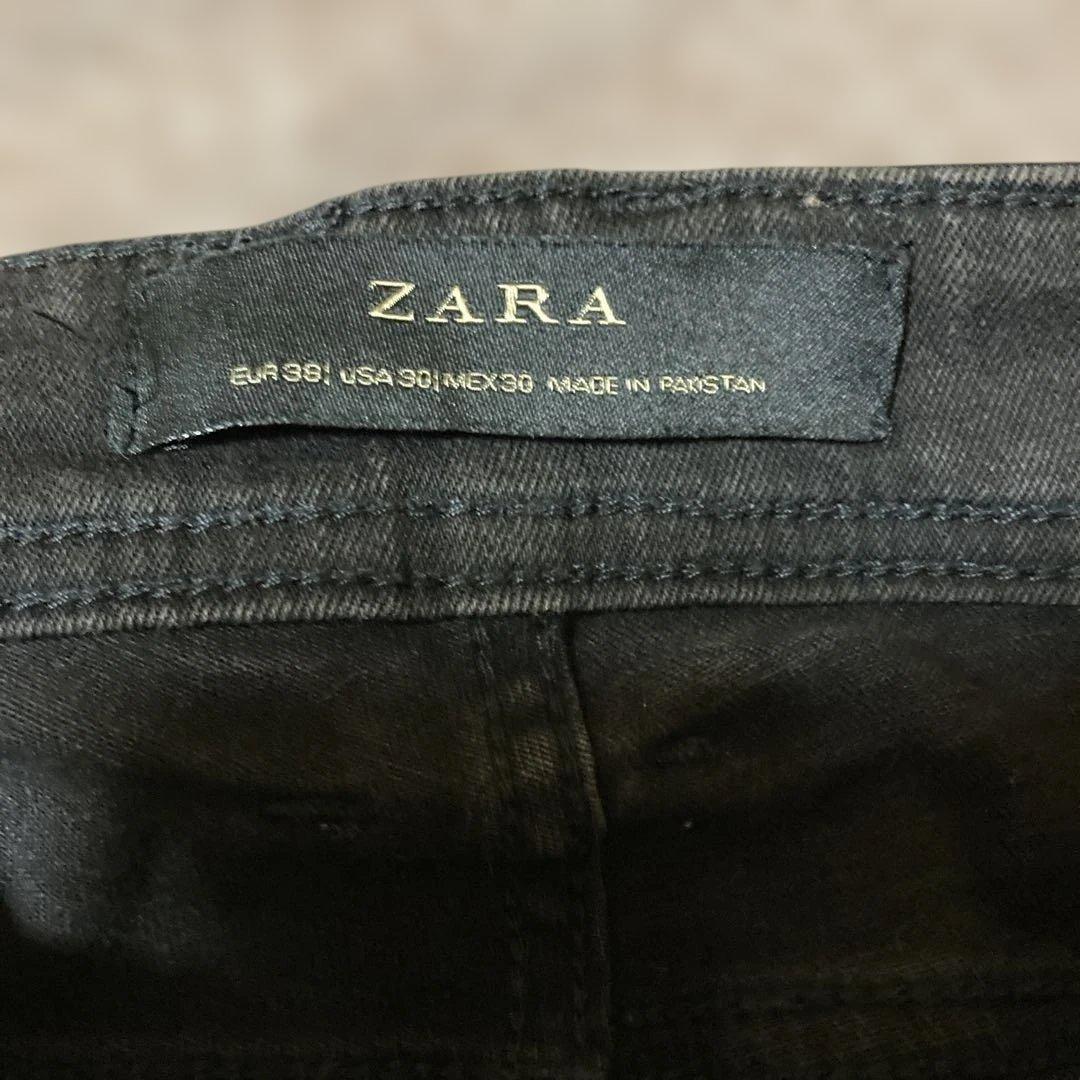 ZARA
EUR 38| USA 30| MEX 30 MADE IN PAKISTAN